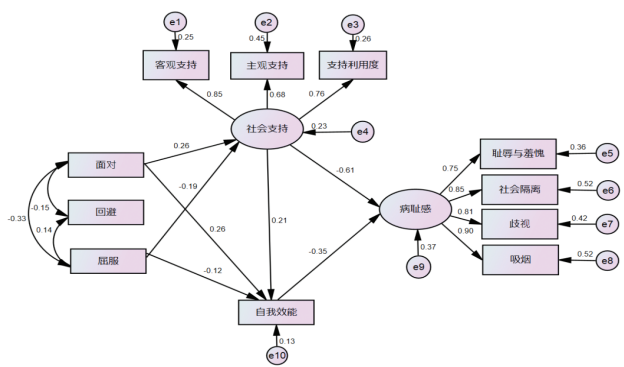 e1
e2
e3
0.25
0.45
0.26
客观支持
主观支持
支持利用度
0.85
0.68
0.76
社会支持
0.23
e4
面对
回避
屈服
-0.33
-0.15
0.14
0.26
-0.19
0.26
-0.12
0.21
-0.61
-0.35
自我效能
0.13
e10
病耻感
0.37
e9
0.75
0.85
0.81
0.90
耻辱与羞愧
0.36
e5
社会隔离
0.52
e6
歧视
0.42
e7
吸烟
0.52
e8